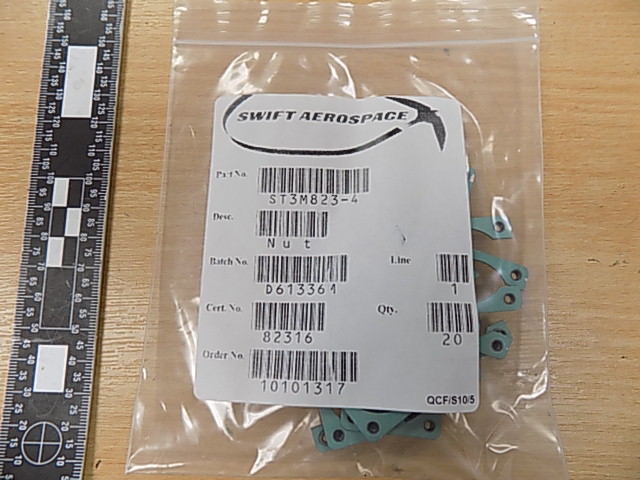 SWIFT AEROSPACE
Part No.
ST3M823-4
Desc.
Nut
Batch No.
D613364
Line
1
Cert. No.
82316
Qty.
20
Order No.
10101317
QCF/S10/5